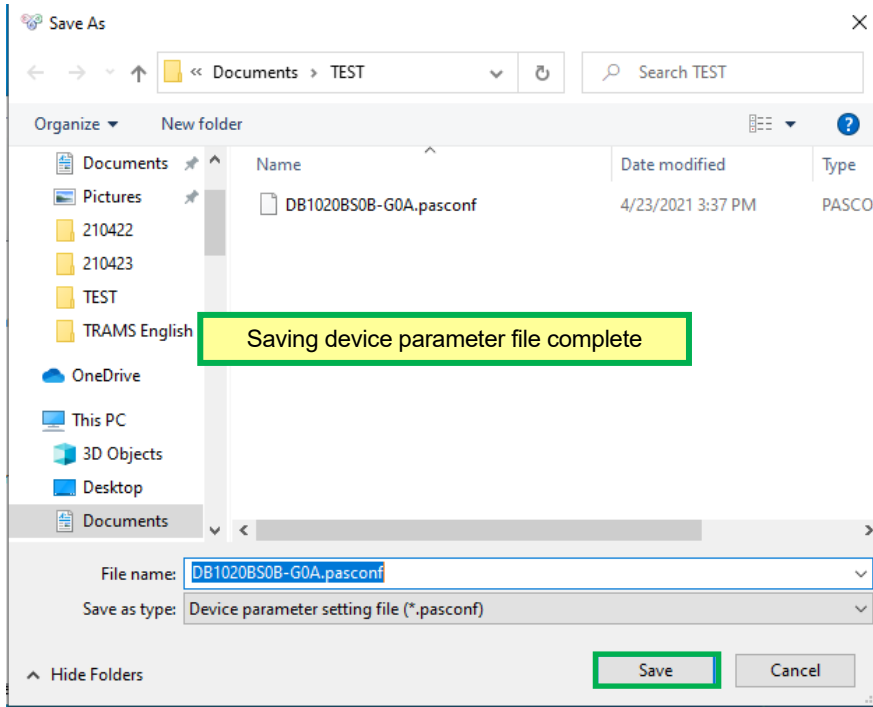 Save As
« Documents > TEST
Search TEST
Organize
New folder
?
Name
Date modified
Type
Documents
Pictures
210422
210423
TEST
TRAMS English
OneDrive
This PC
3D Objects
Desktop
Documents
DB1020BS0B-G0A.pasconf
4/23/2021 3:37 PM
PASCO
Saving device parameter file complete
File name: DB1020BS0B-G0A.pasconf
Save as type: Device parameter setting file (*.pasconf)
Hide Folders
Save
Cancel